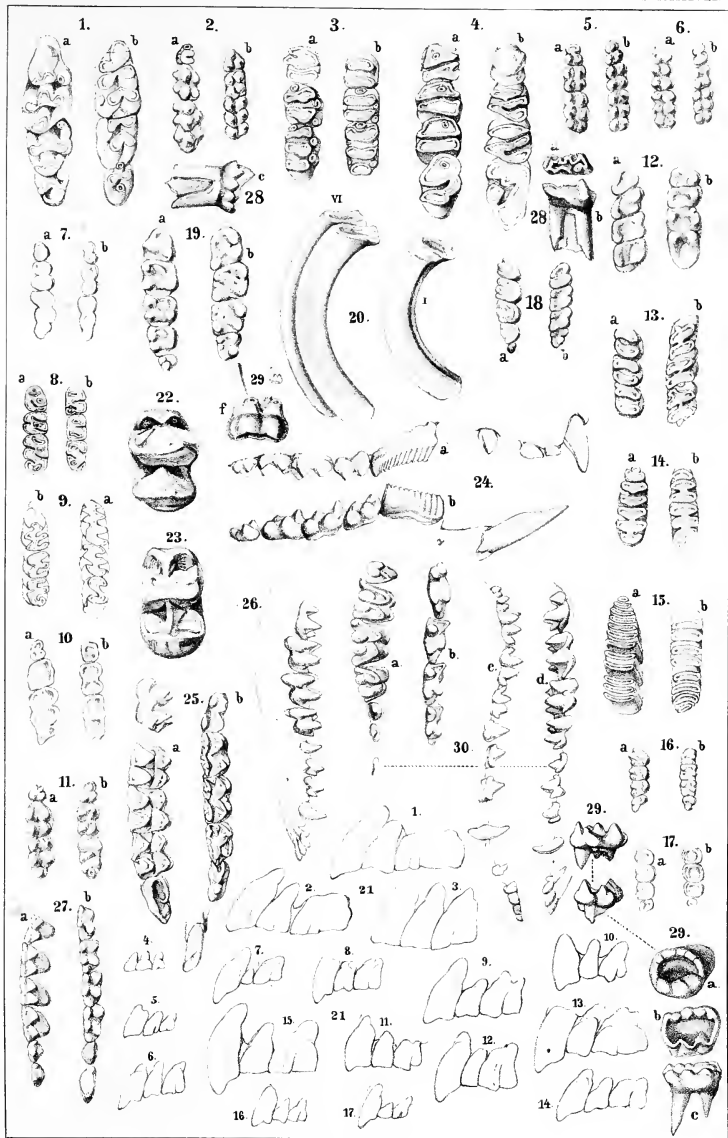 1. 2. 3. 4. 5. 6.
a b a b a b a b a b a b
c
28 28 b 12.
a b
VI
7. 19. 20. I 18 13.
a b a b a a b
8. 22. 29
a b f
a
24. 14.
b a b
9.
b a
23.
26. 15.
a b
10 a. b. c. d.
a b
25.
a b 30. 16.
a b
11.
a b 1. 29. 17.
a b
27. 2. 21 3.
a b 4. 10. 29.
7. 8. 9. a.
5. b
15. 21 11. 13.
6. 12. c
16. 17. 14.